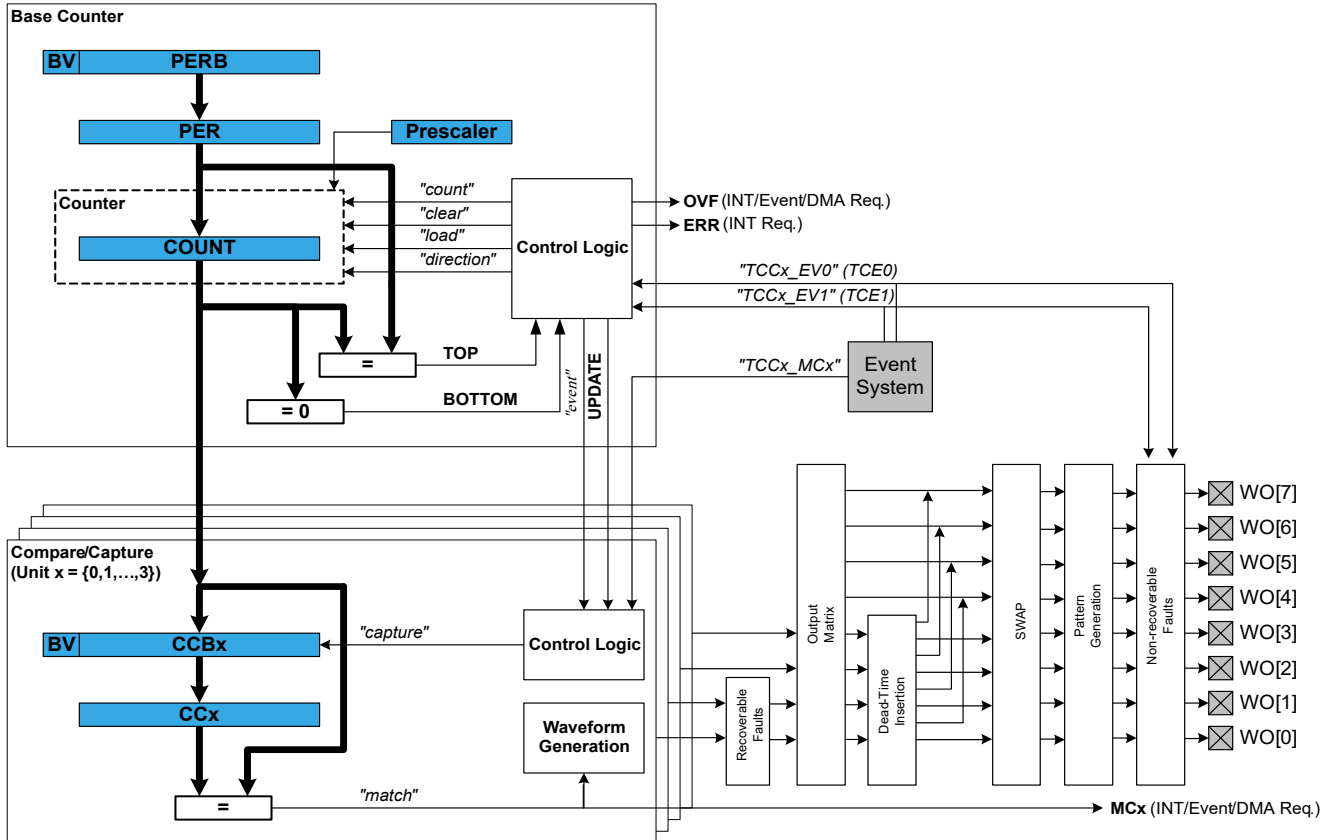 Base Counter
BV
PERB
PER
Prescaler
Counter
COUNT
"count"
"clear"
"load"
"direction"
Control Logic
OVF (INT/Event/DMA Req.)
ERR (INT Req.)
"TCCx_EV0" (TCE0)
"TCCx_EV1" (TCE1)
"TCCx_MCx"
Event
System
=
TOP
= 0
BOTTOM
"event"
UPDATE
Compare/Capture
(Unit x = {0,1,…,3})
BV
CCBx
"capture"
Control Logic
CCx
Waveform
Generation
=
"match"
Recoverable
Faults
Output
Matrix
Dead-Time
Insertion
SWAP
Pattern
Generation
Non-recoverable
Faults
WO[7]
WO[6]
WO[5]
WO[4]
WO[3]
WO[2]
WO[1]
WO[0]
MCx (INT/Event/DMA Req.)